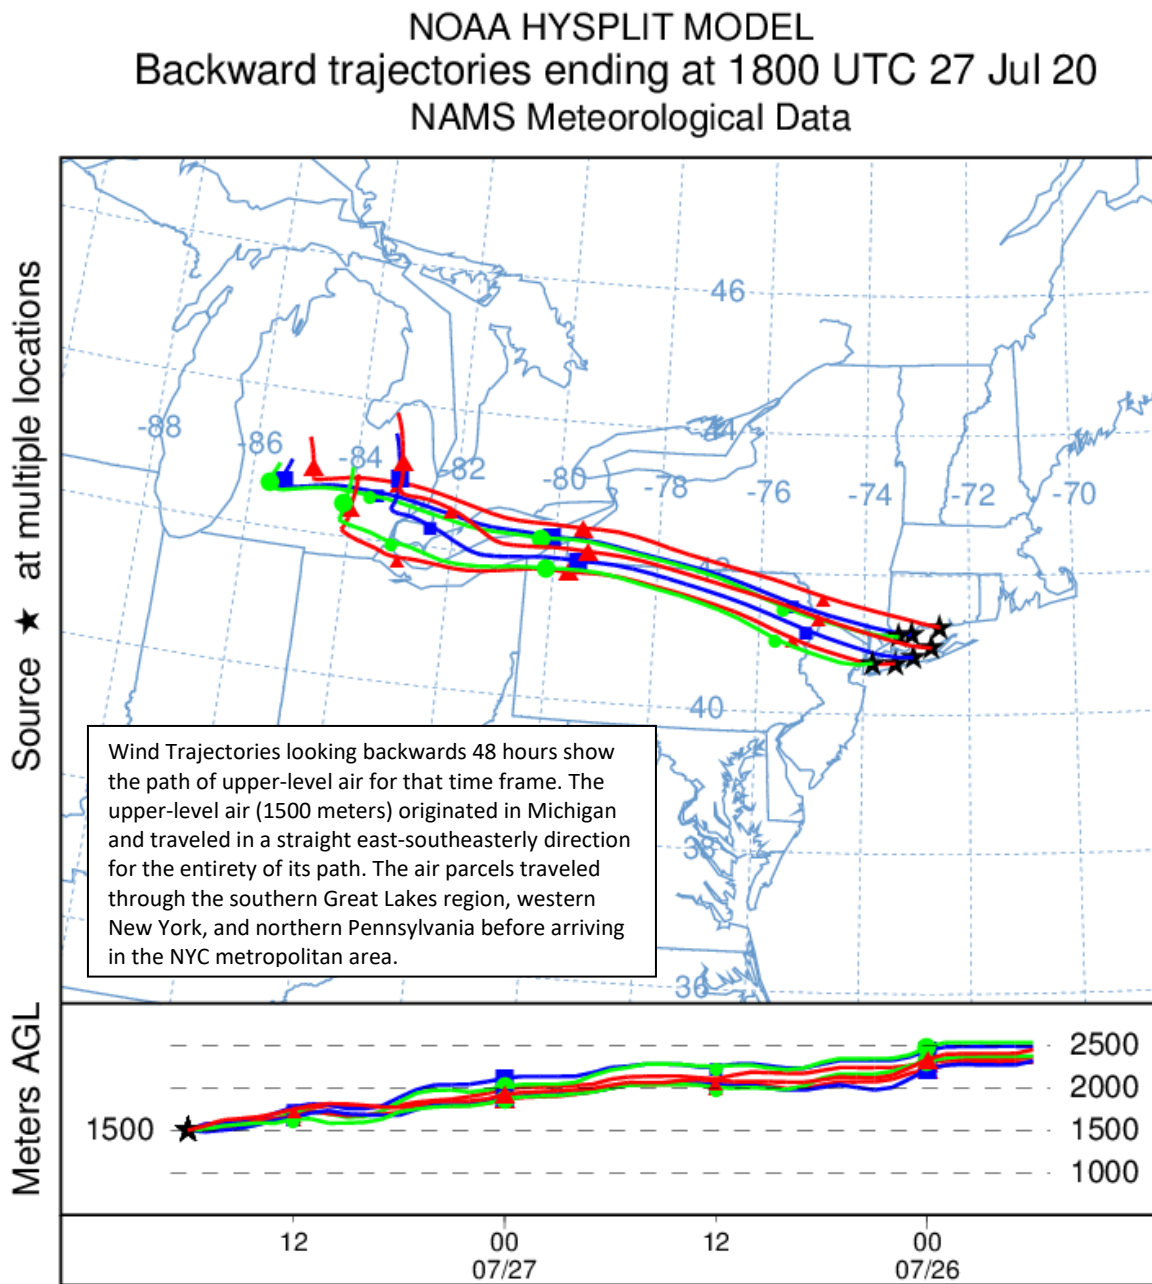 NOAA HYSPLIT MODEL
Backward trajectories ending at 1800 UTC 27 Jul 20
NAMS Meteorological Data
Source ★ at multiple locations
46
44
-88
-86
-84
-82
-80
-78
-76
-74
-72
-70
42
40
38
36
Wind Trajectories looking backwards 48 hours show
the path of upper-level air for that time frame. The
upper-level air (1500 meters) originated in Michigan
and traveled in a straight east-southeasterly direction
for the entirety of its path. The air parcels traveled
through the southern Great Lakes region, western
New York, and northern Pennsylvania before arriving
in the NYC metropolitan area.
Meters AGL
1500
2500
2000
1500
1000
12 00 12 00
07/27 07/26